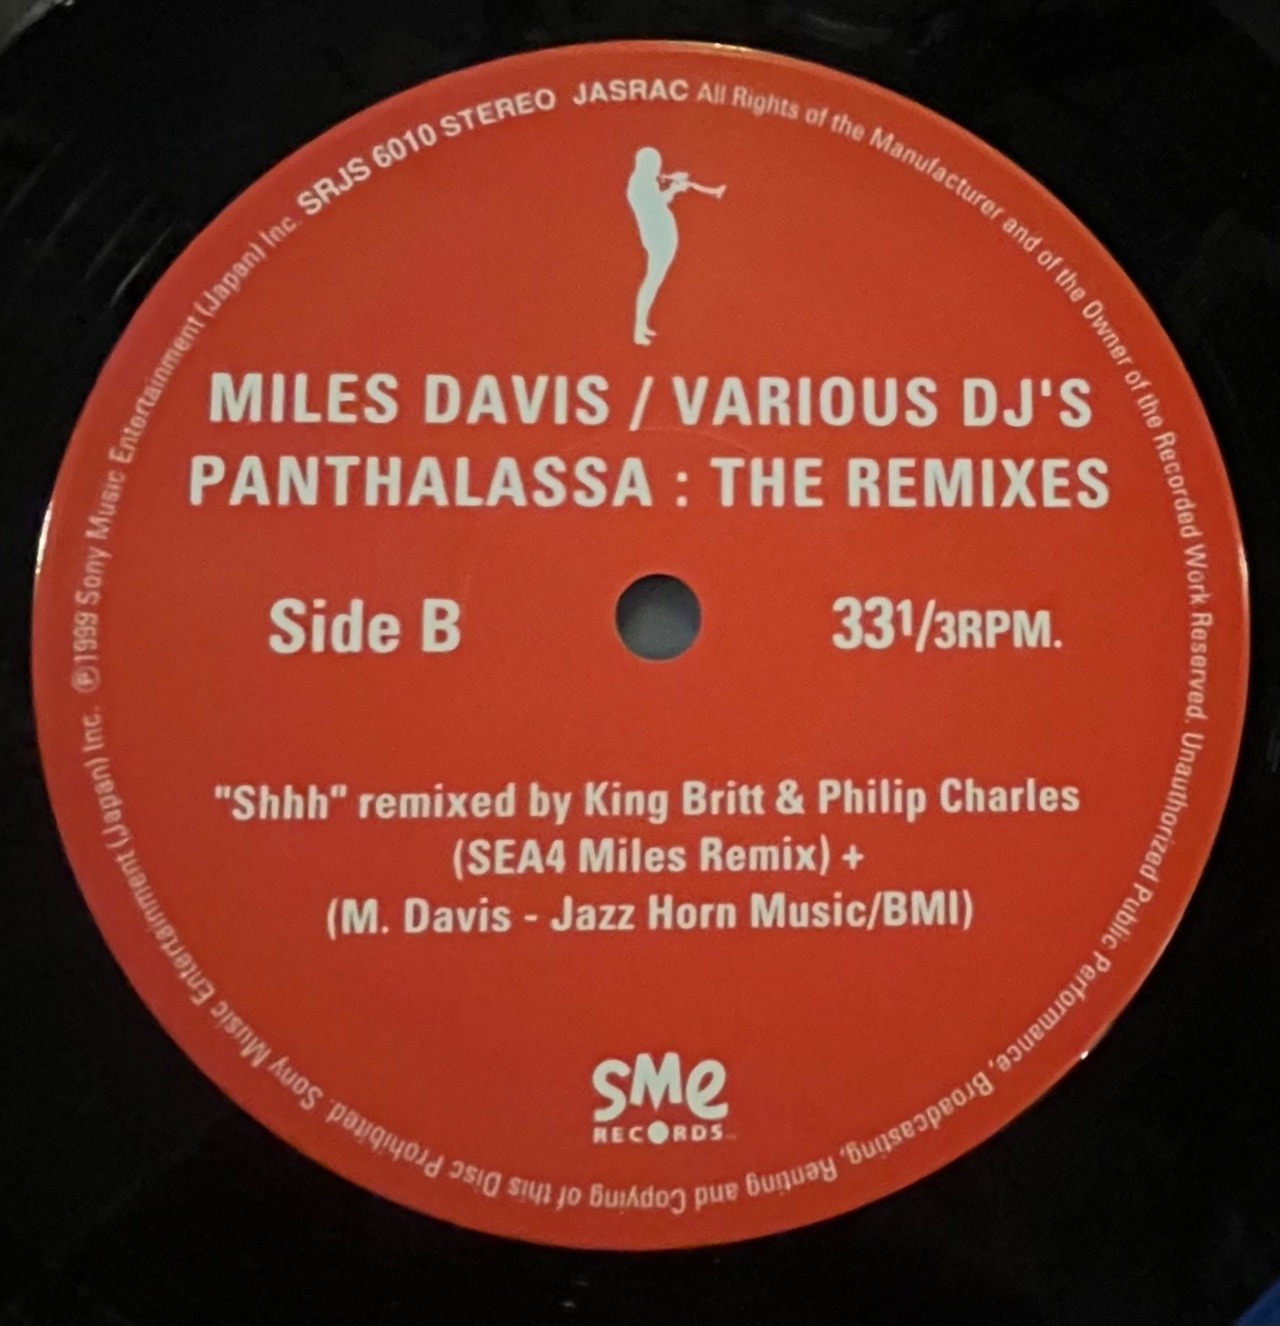 SRJS 6010 STEREO JASRAC All Rights of the Manufacturer and of the Owner of the Recorded Work Reserved. Unauthorized Public Performance, Broadcasting, Renting and Copying of this Disc Prohibited. Sony Music Entertainment (Japan) Inc. ℗1999 Sony Music Entertainment (Japan) Inc.
MILES DAVIS / VARIOUS DJ'S
PANTHALASSA : THE REMIXES
Side B
33 1/3RPM.
"Shhh" remixed by King Britt & Philip Charles
(SEA4 Miles Remix) +
(M. Davis - Jazz Horn Music/BMI)
SMe
RECORDS